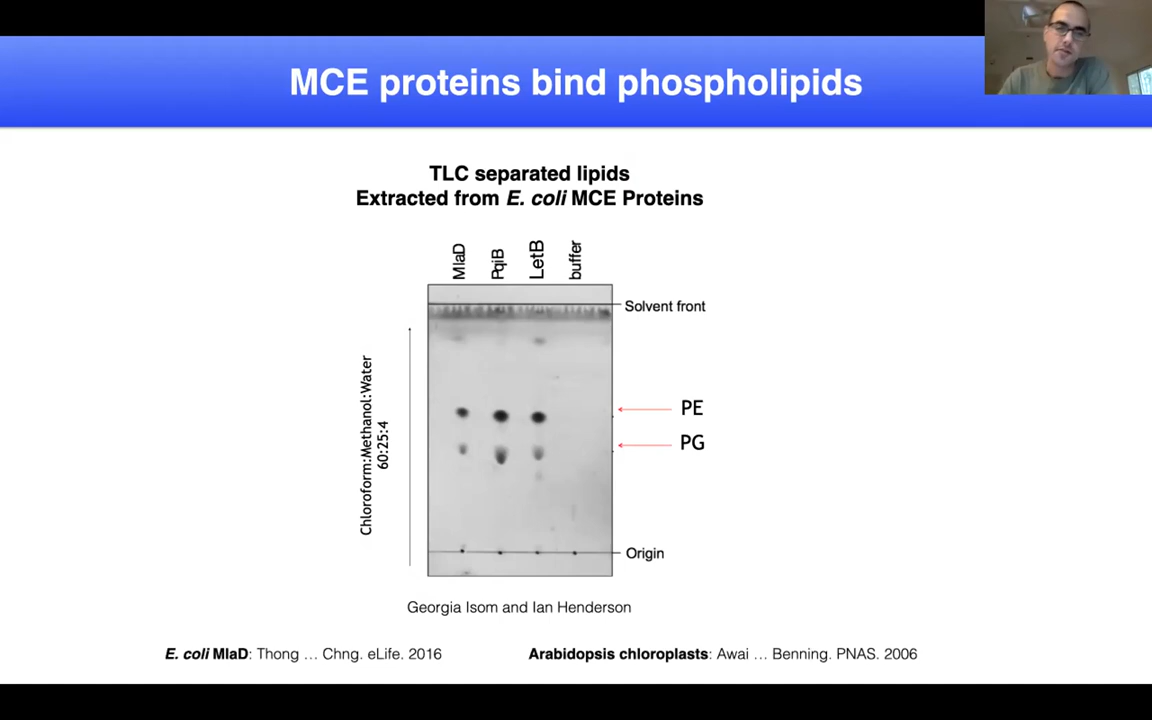 MCE proteins bind phospholipids
TLC separated lipids
Extracted from E. coli MCE Proteins
MlaD
PqiB
LetB
buffer
Solvent front
Chloroform:Methanol:Water
60:25:4
PE
PG
Origin
Georgia Isom and Ian Henderson
E. coli MlaD: Thong … Chng. eLife. 2016
Arabidopsis chloroplasts: Awai … Benning. PNAS. 2006